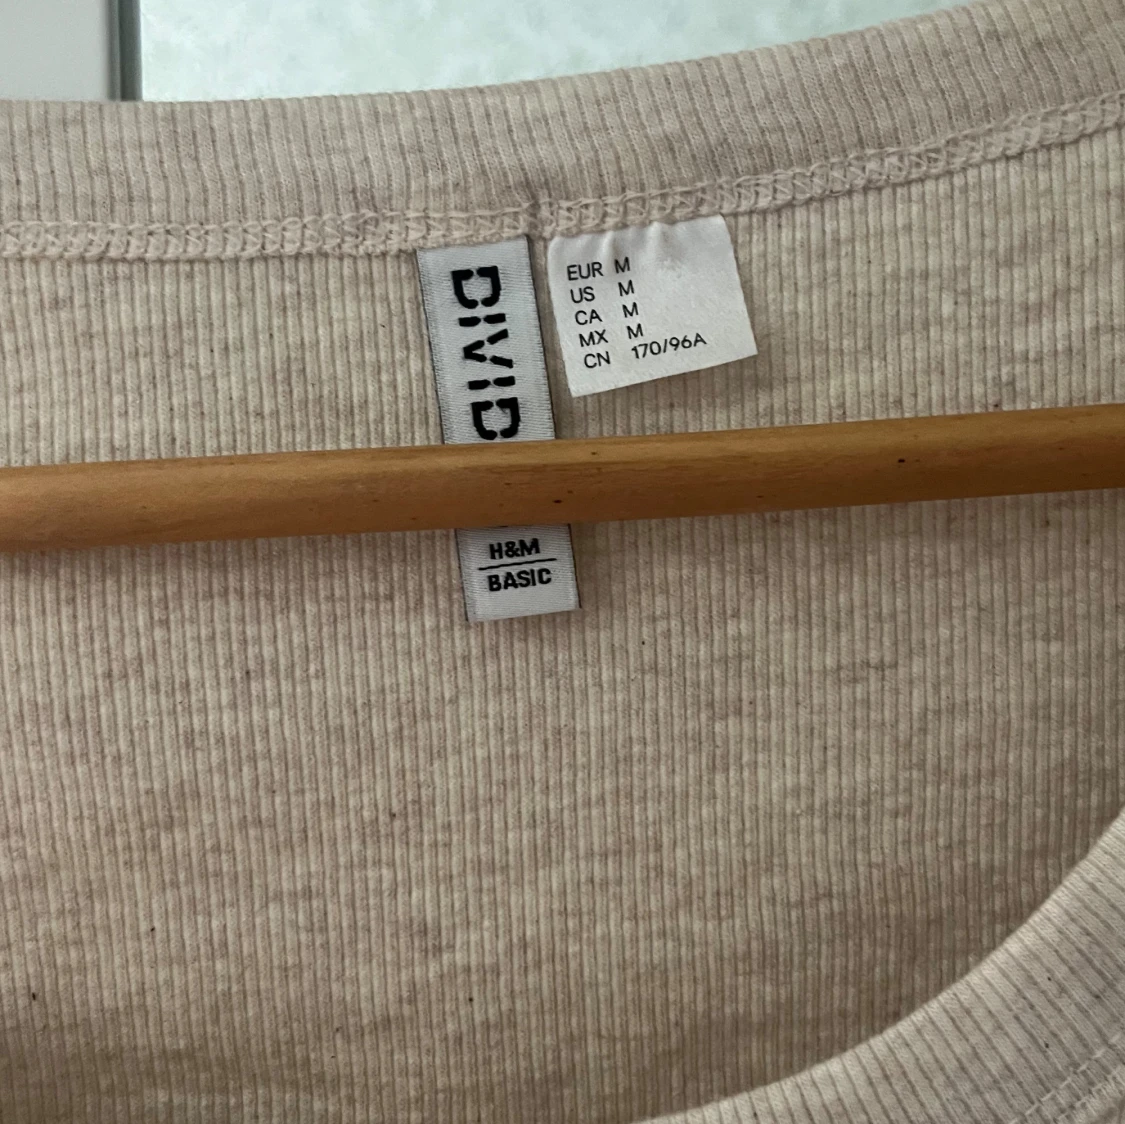 DIVID
H&M
BASIC
EUR M
US M
CA M
MX M
CN 170/96A